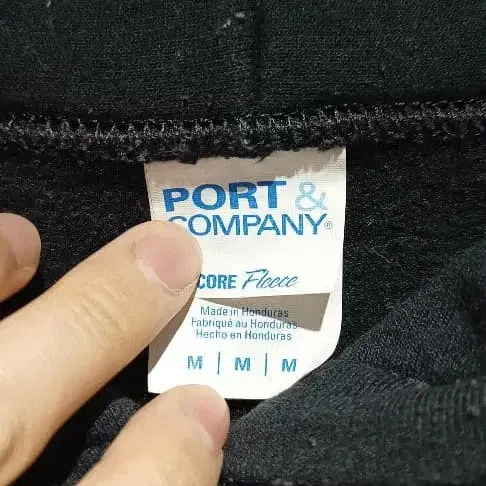 PORT &
COMPANY®
CORE Fleece
Made in Honduras
Fabriqué au Honduras
Hecho en Honduras
M | M | M